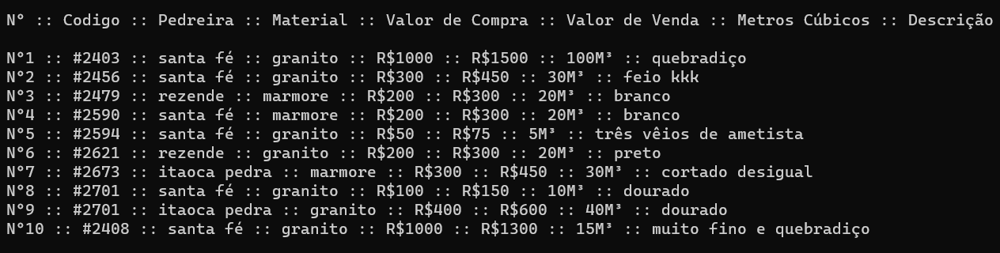 N° :: Codigo :: Pedreira :: Material :: Valor de Compra :: Valor de Venda :: Metros Cúbicos :: Descrição
N°1 :: #2403 :: santa fé :: granito :: R$1000 :: R$1500 :: 100M³ :: quebradiço
N°2 :: #2456 :: santa fé :: granito :: R$300 :: R$450 :: 30M³ :: feio kkk
N°3 :: #2479 :: rezende :: marmore :: R$200 :: R$300 :: 20M³ :: branco
N°4 :: #2590 :: santa fé :: marmore :: R$200 :: R$300 :: 20M³ :: branco
N°5 :: #2594 :: santa fé :: granito :: R$50 :: R$75 :: 5M³ :: três vêios de ametista
N°6 :: #2621 :: rezende :: granito :: R$200 :: R$300 :: 20M³ :: preto
N°7 :: #2673 :: itaoca pedra :: marmore :: R$300 :: R$450 :: 30M³ :: cortado desigual
N°8 :: #2701 :: santa fé :: granito :: R$100 :: R$150 :: 10M³ :: dourado
N°9 :: #2701 :: itaoca pedra :: granito :: R$400 :: R$600 :: 40M³ :: dourado
N°10 :: #2408 :: santa fé :: granito :: R$1000 :: R$1300 :: 15M³ :: muito fino e quebradiço